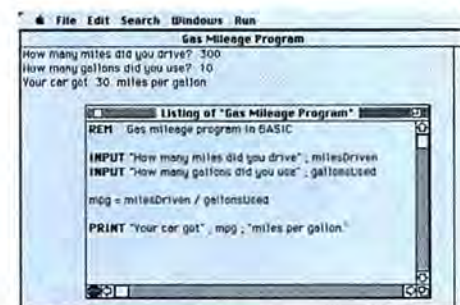 File Edit Search Windows Run
Gas Mileage Program
How many miles did you drive? 300
How many gallons did you use? 10
Your car got 30 miles per gallon
Listing of "Gas Mileage Program"
REM Gas mileage program in BASIC
INPUT "How many miles did you drive" ; milesDriven
INPUT "How many gallons did you use" ; gallonsUsed
mpg = milesDriven / gallonsUsed
PRINT "Your car got" ; mpg ; "miles per gallon."